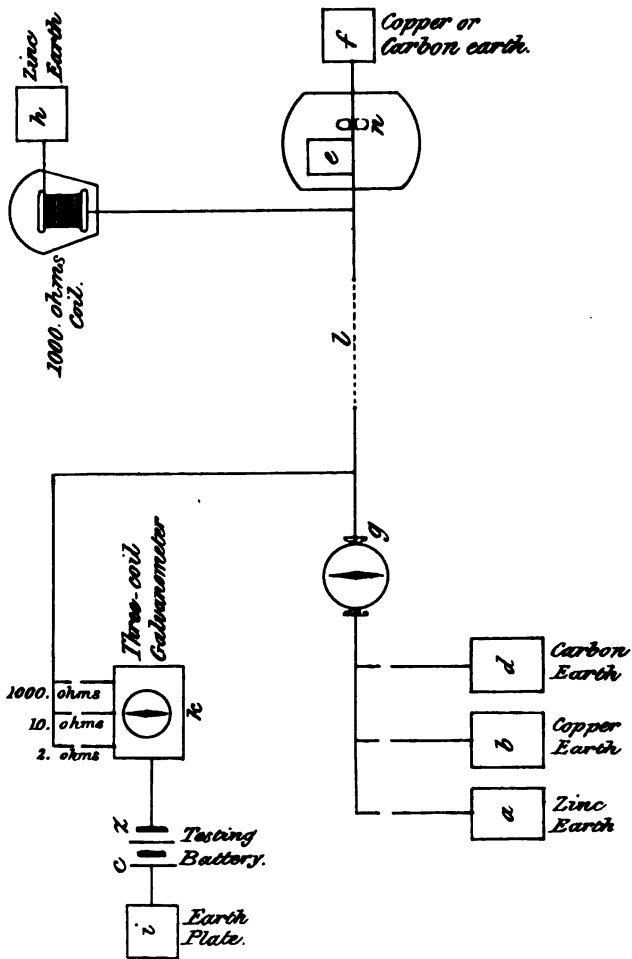 Zinc
Earth
h
1000. ohms
Coil.
f
Copper or
Carbon earth.
e
n
l
g
Three-coil
Galvanometer
1000. ohms
10. ohms
2. ohms
k
C
Z
Testing
Battery.
i
Earth
Plate.
d
Carbon
Earth
b
Copper
Earth
a
Zinc
Earth